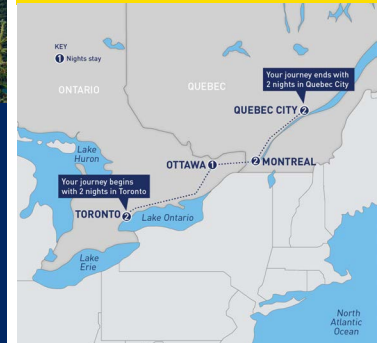 KEY
1 Nights stay
ONTARIO
QUEBEC
Your journey ends with
2 nights in Quebec City
QUEBEC CITY 2
Lake
Huron
OTTAWA 1
2 MONTREAL
Your journey begins
with 2 nights in Toronto
TORONTO 2
Lake Ontario
Lake
Erie
North
Atlantic
Ocean